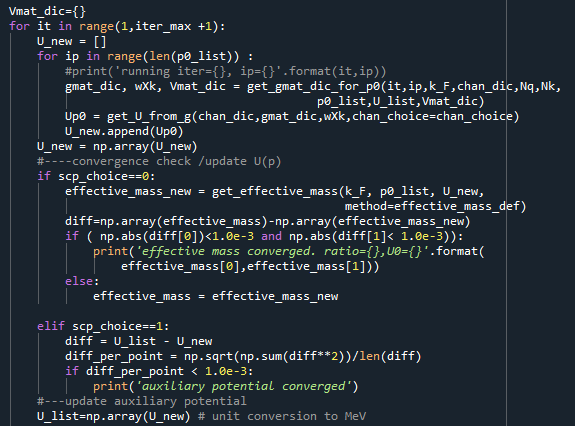 Vmat_dic={}
for it in range(1,iter_max +1):
    U_new = []
    for ip in range(len(p0_list)) :
        #print('running iter={}, ip={}'.format(it,ip))
        gmat_dic, wXk, Vmat_dic = get_gmat_dic_for_p0(it,ip,k_F,chan_dic,Nq,Nk,
                                            p0_list,U_list,Vmat_dic)
        Up0 = get_U_from_g(chan_dic,gmat_dic,wXk,chan_choice=chan_choice)
        U_new.append(Up0)
    U_new = np.array(U_new)
    #----convergence check /update U(p)
    if scp_choice==0:
        effective_mass_new = get_effective_mass(k_F, p0_list, U_new,
                                                method=effective_mass_def)
        diff=np.array(effective_mass)-np.array(effective_mass_new)
        if ( np.abs(diff[0])<1.0e-3 and np.abs(diff[1]< 1.0e-3)):
            print('effective mass converged. ratio={},U0={}'.format(
                effective_mass[0],effective_mass[1]))
        else:
            effective_mass = effective_mass_new
    elif scp_choice==1:
        diff = U_list - U_new
        diff_per_point = np.sqrt(np.sum(diff**2))/len(diff)
        if diff_per_point < 1.0e-3:
            print('auxiliary potential converged')
    #---update auxiliary potential
    U_list=np.array(U_new) # unit conversion to MeV